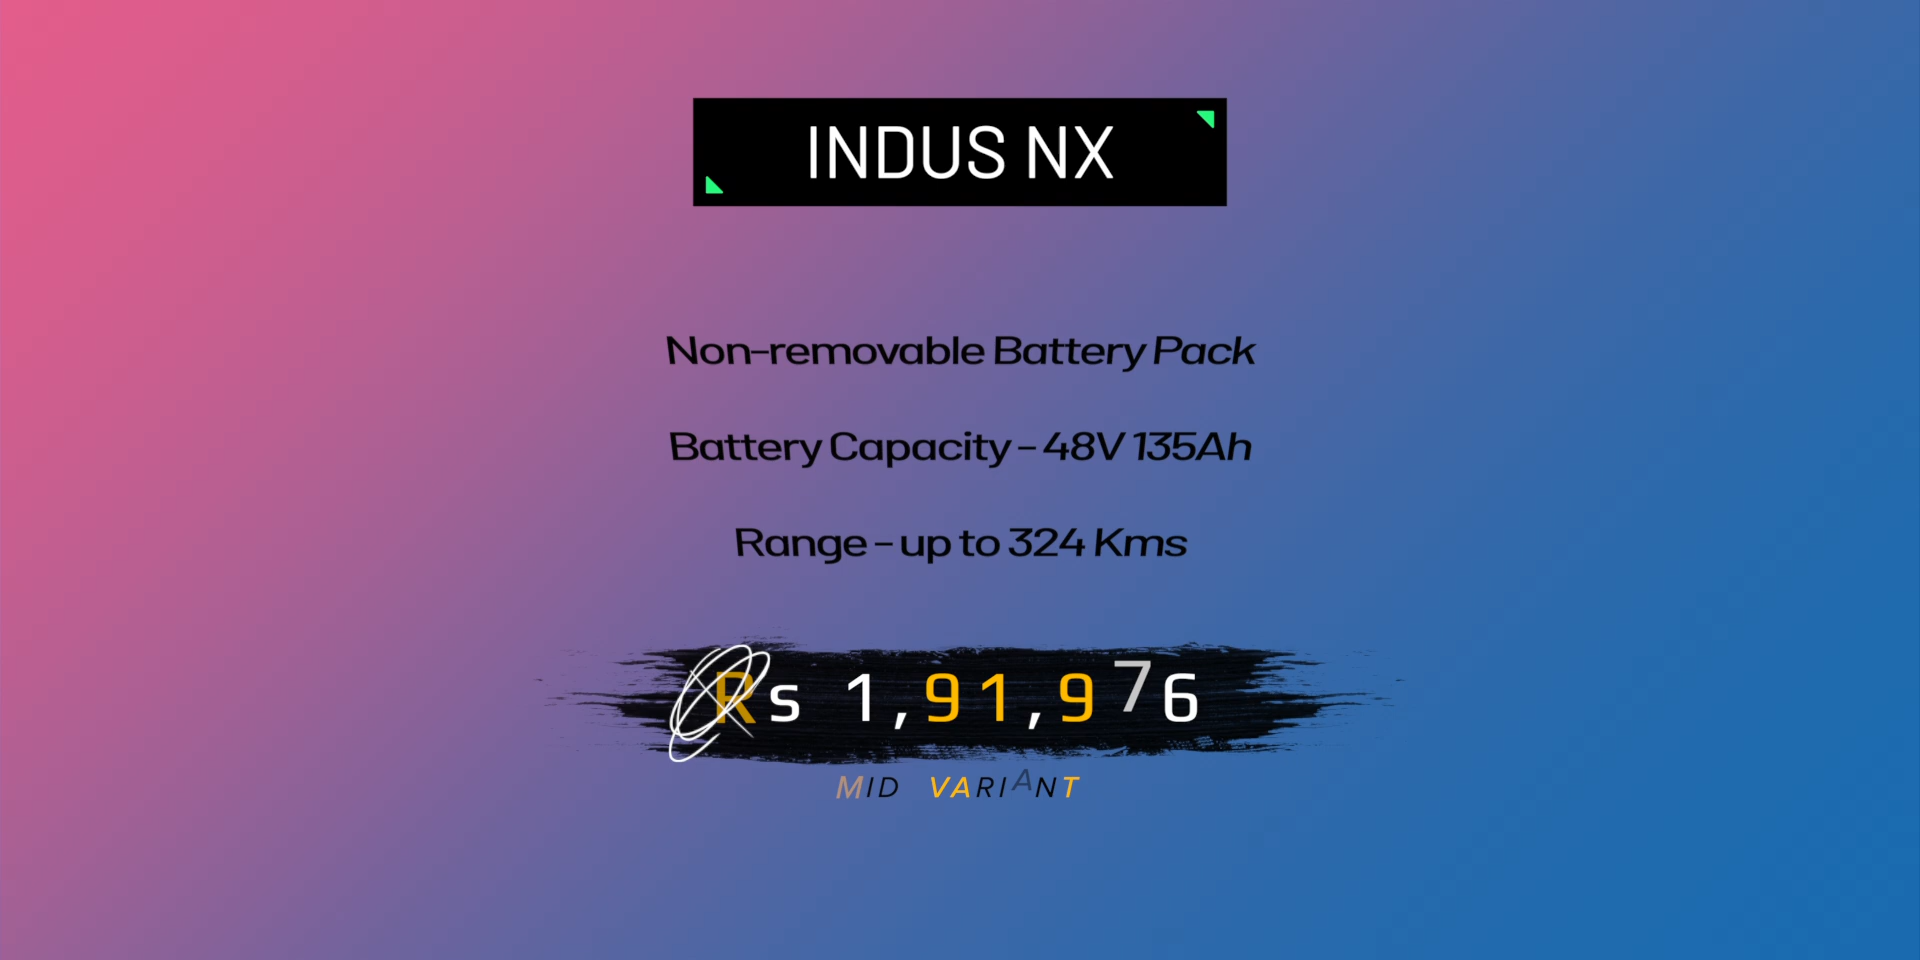 INDUS NX
Non-removable Battery Pack
Battery Capacity - 48V 135Ah
Range - up to 324 Kms
Rs 1,91,976
MID VARIANT